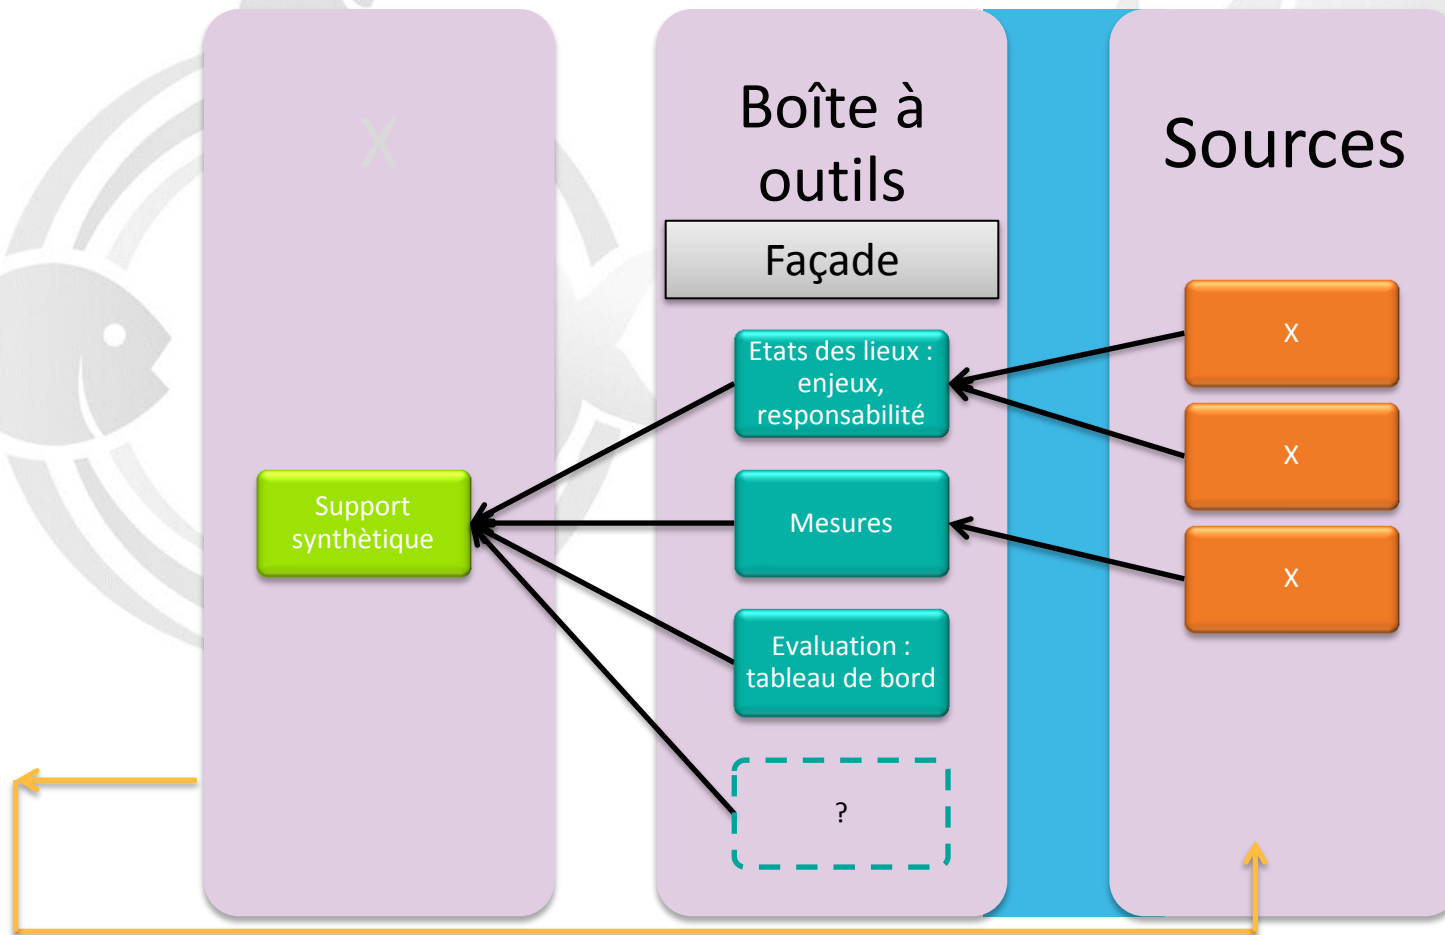 X
Support
synthètique
Boîte à
outils
Façade
Etats des lieux :
enjeux,
responsabilité
Mesures
Evaluation :
tableau de bord
?
Sources
X
X
X